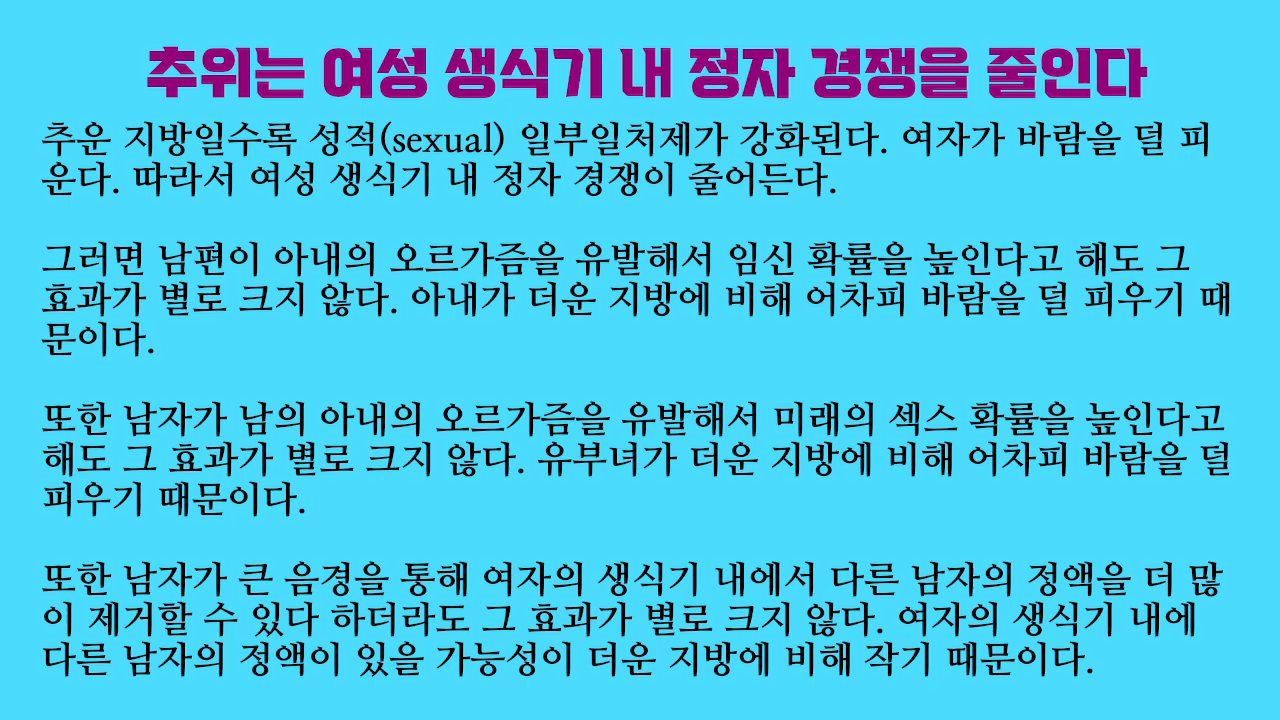 추위는 여성 생식기 내 정자 경쟁을 줄인다
추운 지방일수록 성적(sexual) 일부일처제가 강화된다. 여자가 바람을 덜 피
운다. 따라서 여성 생식기 내 정자 경쟁이 줄어든다.
그러면 남편이 아내의 오르가즘을 유발해서 임신 확률을 높인다고 해도 그
효과가 별로 크지 않다. 아내가 더운 지방에 비해 어차피 바람을 덜 피우기 때
문이다.
또한 남자가 남의 아내의 오르가즘을 유발해서 미래의 섹스 확률을 높인다고
해도 그 효과가 별로 크지 않다. 유부녀가 더운 지방에 비해 어차피 바람을 덜
피우기 때문이다.
또한 남자가 큰 음경을 통해 여자의 생식기 내에서 다른 남자의 정액을 더 많
이 제거할 수 있다 하더라도 그 효과가 별로 크지 않다. 여자의 생식기 내에
다른 남자의 정액이 있을 가능성이 더운 지방에 비해 작기 때문이다.